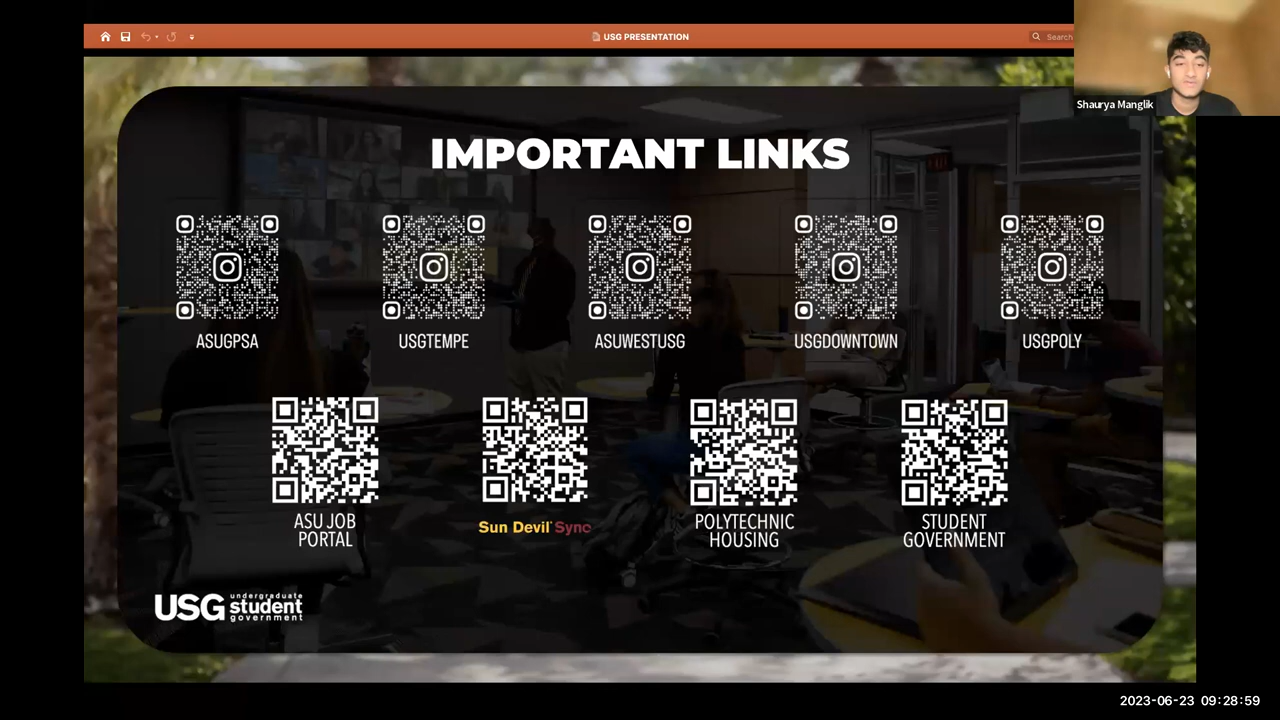 USG PRESENTATION
Search
Shaurya Manglik
IMPORTANT LINKS
ASUGPSA
USGTEMPE
ASUWESTUSG
USGDOWNTOWN
USGPOLY
ASU JOB
PORTAL
Sun Devil Sync
POLYTECHNIC
HOUSING
STUDENT
GOVERNMENT
USG undergraduate
student
government
2023-06-23 09:28:59